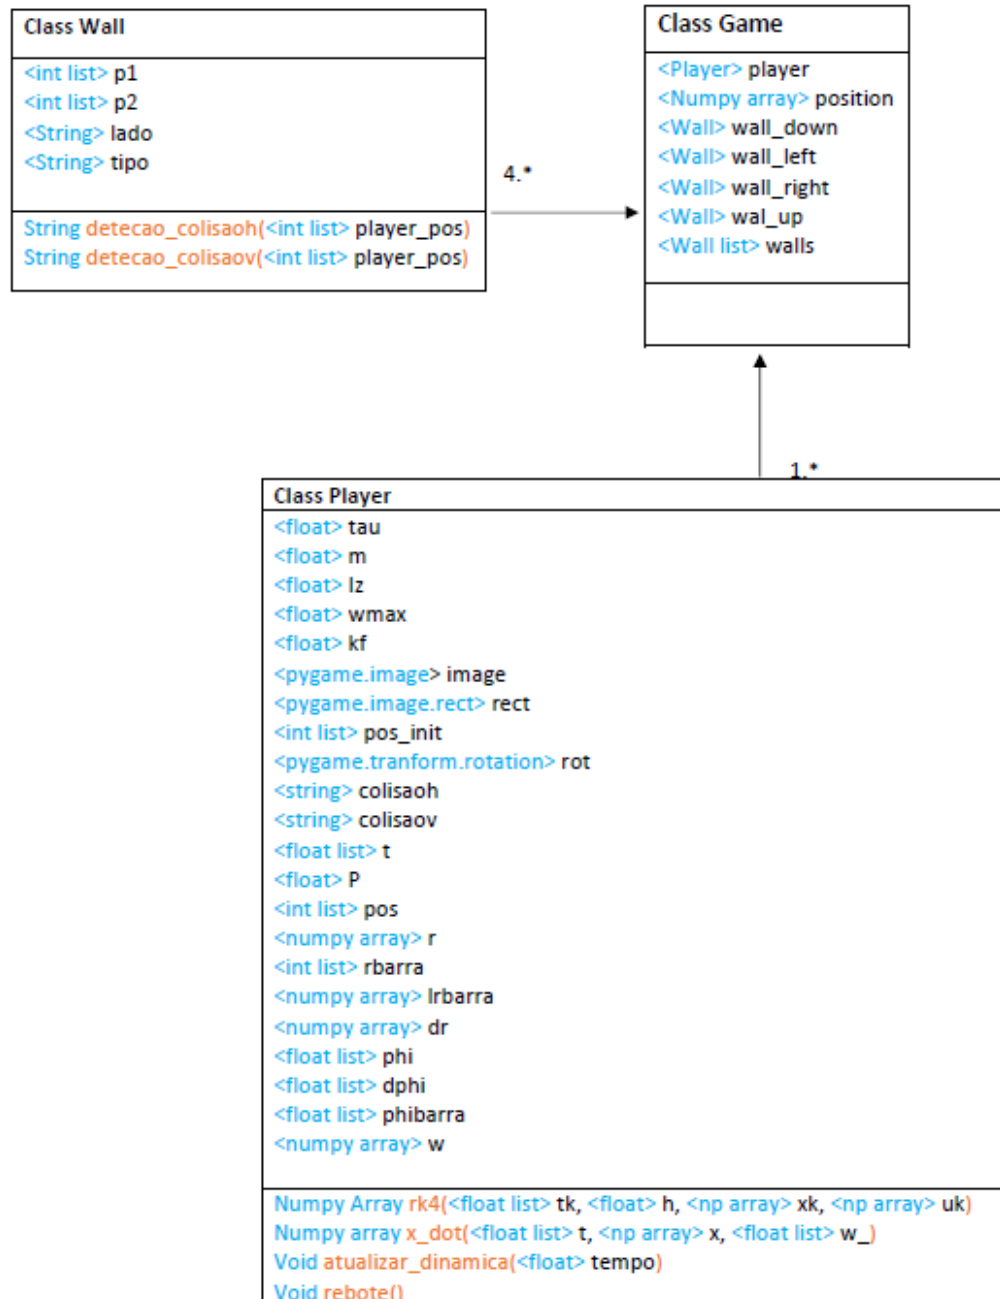 Class Wall
<int list> p1
<int list> p2
<String> lado
<String> tipo
String detecao_colisaoh(<int list> player_pos)
String detecao_colisaov(<int list> player_pos)
4.*
Class Game
<Player> player
<Numpy array> position
<Wall> wall_down
<Wall> wall_left
<Wall> wall_right
<Wall> wal_up
<Wall list> walls
1.*
Class Player
<float> tau
<float> m
<float> Iz
<float> wmax
<float> kf
<pygame.image> image
<pygame.image.rect> rect
<int list> pos_init
<pygame.tranform.rotation> rot
<string> colisaoh
<string> colisaov
<float list> t
<float> P
<int list> pos
<numpy array> r
<int list> rbarra
<numpy array> Irbarra
<numpy array> dr
<float list> phi
<float list> dphi
<float list> phibarra
<numpy array> w
Numpy Array rk4(<float list> tk, <float> h, <np array> xk, <np array> uk)
Numpy array x_dot(<float list> t, <np array> x, <float list> w_)
Void atualizar_dinamica(<float> tempo)
Void rebote()